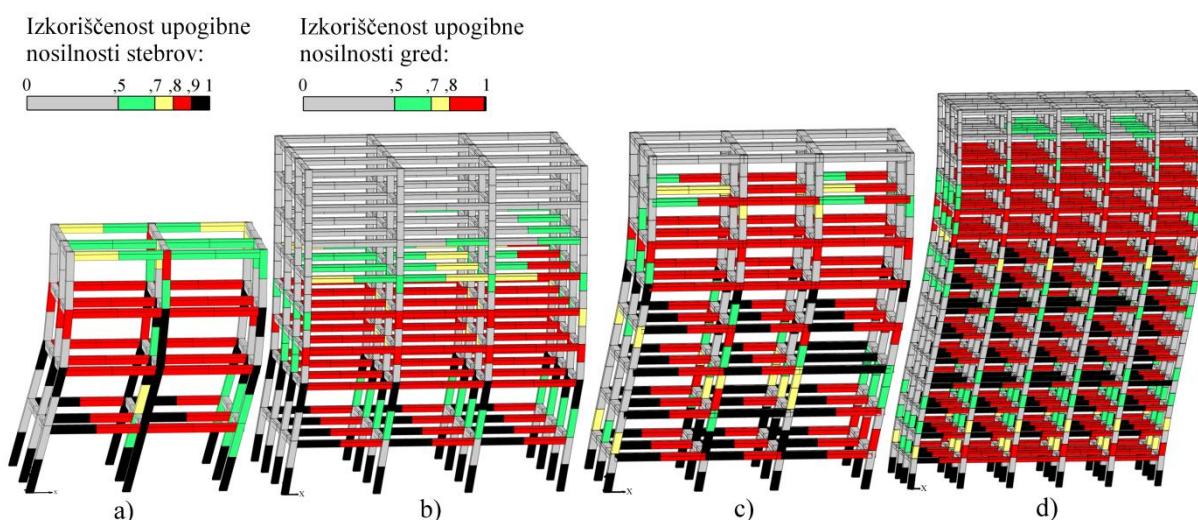 Izkoriščenost upogibne
nosilnosti stebrov:
0 ,5 ,7 ,8 ,9 1
Izkoriščenost upogibne
nosilnosti gred:
0 ,5 ,7 ,8 1
x
x
x
x
a)
b)
c)
d)